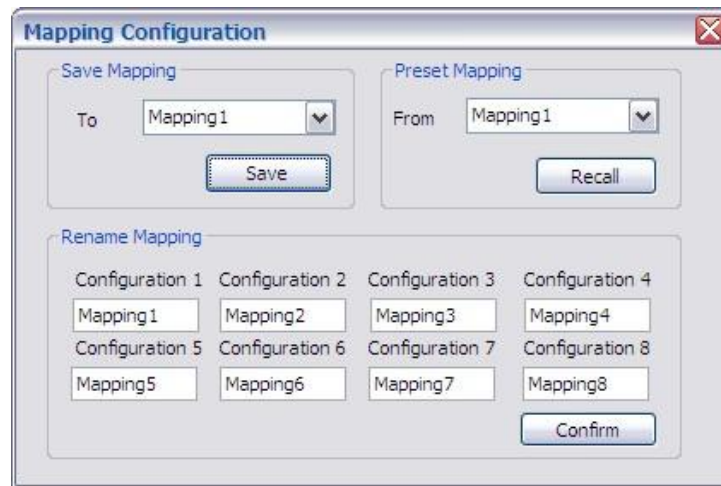 Mapping Configuration
Save Mapping
To
Mapping1
Save
Preset Mapping
From
Mapping1
Recall
Rename Mapping
Configuration 1 Configuration 2 Configuration 3 Configuration 4
Mapping1 Mapping2 Mapping3 Mapping4
Configuration 5 Configuration 6 Configuration 7 Configuration 8
Mapping5 Mapping6 Mapping7 Mapping8
Confirm